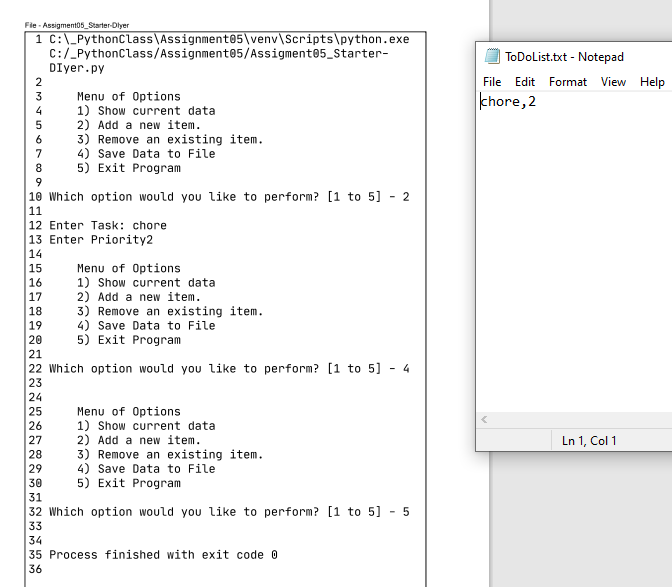 File - Assigment05_Starter-DIyer
1 C:\_PythonClass\Assignment05\venv\Scripts\python.exe
C:/_PythonClass/Assignment05/Assigment05_Starter-
DIyer.py
2
3 Menu of Options
4 1) Show current data
5 2) Add a new item.
6 3) Remove an existing item.
7 4) Save Data to File
8 5) Exit Program
9
10 Which option would you like to perform? [1 to 5] - 2
11
12 Enter Task: chore
13 Enter Priority2
14
15 Menu of Options
16 1) Show current data
17 2) Add a new item.
18 3) Remove an existing item.
19 4) Save Data to File
20 5) Exit Program
21
22 Which option would you like to perform? [1 to 5] - 4
23
24
25 Menu of Options
26 1) Show current data
27 2) Add a new item.
28 3) Remove an existing item.
29 4) Save Data to File
30 5) Exit Program
31
32 Which option would you like to perform? [1 to 5] - 5
33
34
35 Process finished with exit code 0
36
ToDoList.txt - Notepad
File Edit Format View Help
chore,2
Ln 1, Col 1